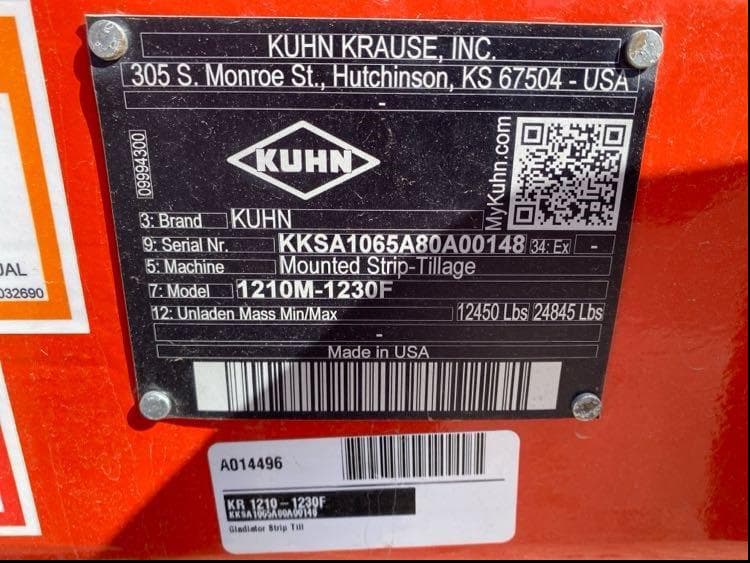 KUHN KRAUSE, INC.
305 S. Monroe St., Hutchinson, KS 67504 - USA
-
09994300
KUHN
MyKuhn.com
3: Brand KUHN
9: Serial Nr. KKSA1065A80A00148 34: Ex -
5: Machine Mounted Strip-Tillage
7: Model 1210M-1230F
12: Unladen Mass Min/Max 12450 Lbs 24845 Lbs
-
Made in USA
UAL
032690
A014496
KR 1210-1230F
KKSA1065A80A00148
Gladiator Strip Till